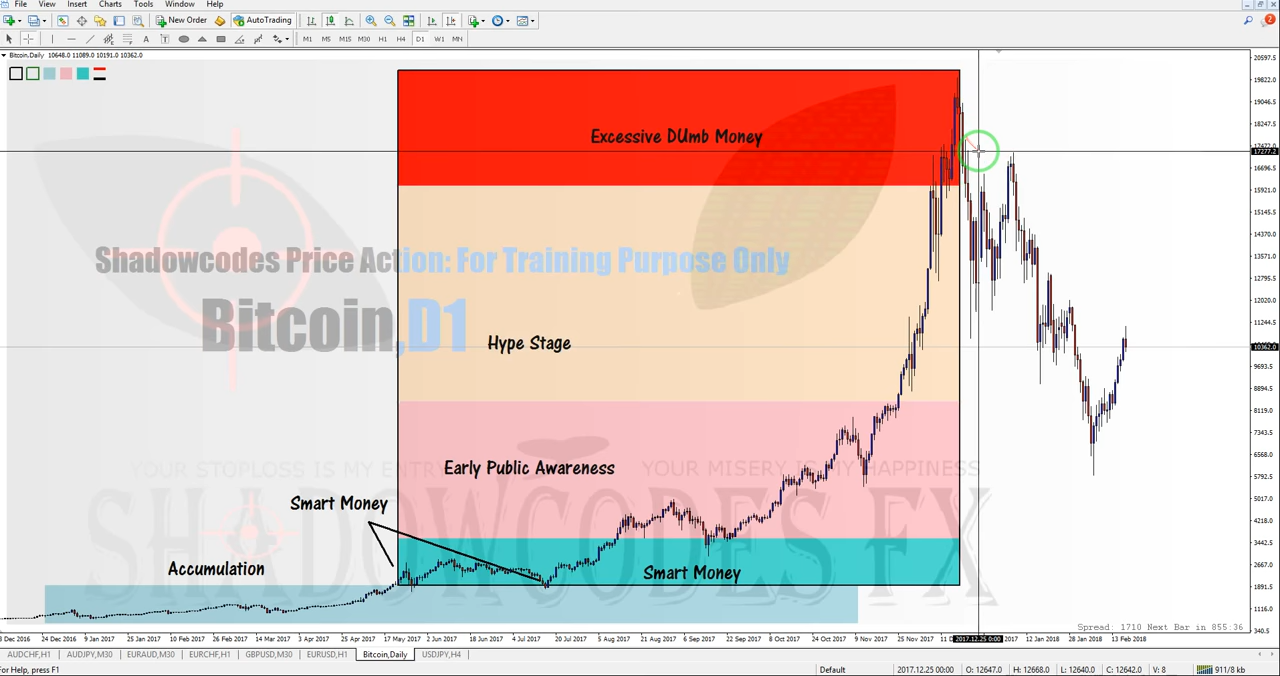 File View Insert Charts Tools Window Help
New Order AutoTrading
A T M1 M5 M15 M30 H1 H4 D1 W1 MN
2
Bitcoin,Daily 10648.0 11089.0 10191.0 10362.0
20597.5
19822.0
Excessive DUmb Money
19046.5
18247.5
17472.0
17277.2
16696.5
15921.0
15145.5
Shadowcodes Price Action: For Training Purpose Only
14370.0
13571.0
12795.5
Bitcoin,D1
12020.0
11244.5
Hype Stage
10362.0
9693.5
8894.5
8119.0
7343.5
YOUR STOPLOSS IS MY ENTRY YOUR MISERY IS MY HAPPINESS
Early Public Awareness
6568.0
5792.5
Smart Money
5017.0
4218.0
SHADOWCODES FX
3442.5
Accumulation
Smart Money
2667.0
1891.5
1116.0
Spread: 1710 Next Bar in 855:36
340.5
Dec 2016 24 Dec 2016 9 Jan 2017 25 Jan 2017 10 Feb 2017 26 Feb 2017 14 Mar 2017 3 Apr 2017 25 Apr 2017 17 May 2017 2 Jun 2017 18 Jun 2017 4 Jul 2017 20 Jul 2017 5 Aug 2017 21 Aug 2017 6 Sep 2017 22 Sep 2017 8 Oct 2017 24 Oct 2017 9 Nov 2017 25 Nov 2017 2017.12.25 0:00 12 Jan 2018 28 Jan 2018 13 Feb 2018
AUDCHF,H1 AUDJPY,M30 EURAUD,M30 EURCHF,H1 GBPUSD,M30 EURUSD,H1 Bitcoin,Daily USDJPY,H4
For Help, press F1 Default 2017.12.25 00:00 O: 12647.0 H: 12668.0 L: 12640.0 C: 12642.0 V: 8 911/8 kb